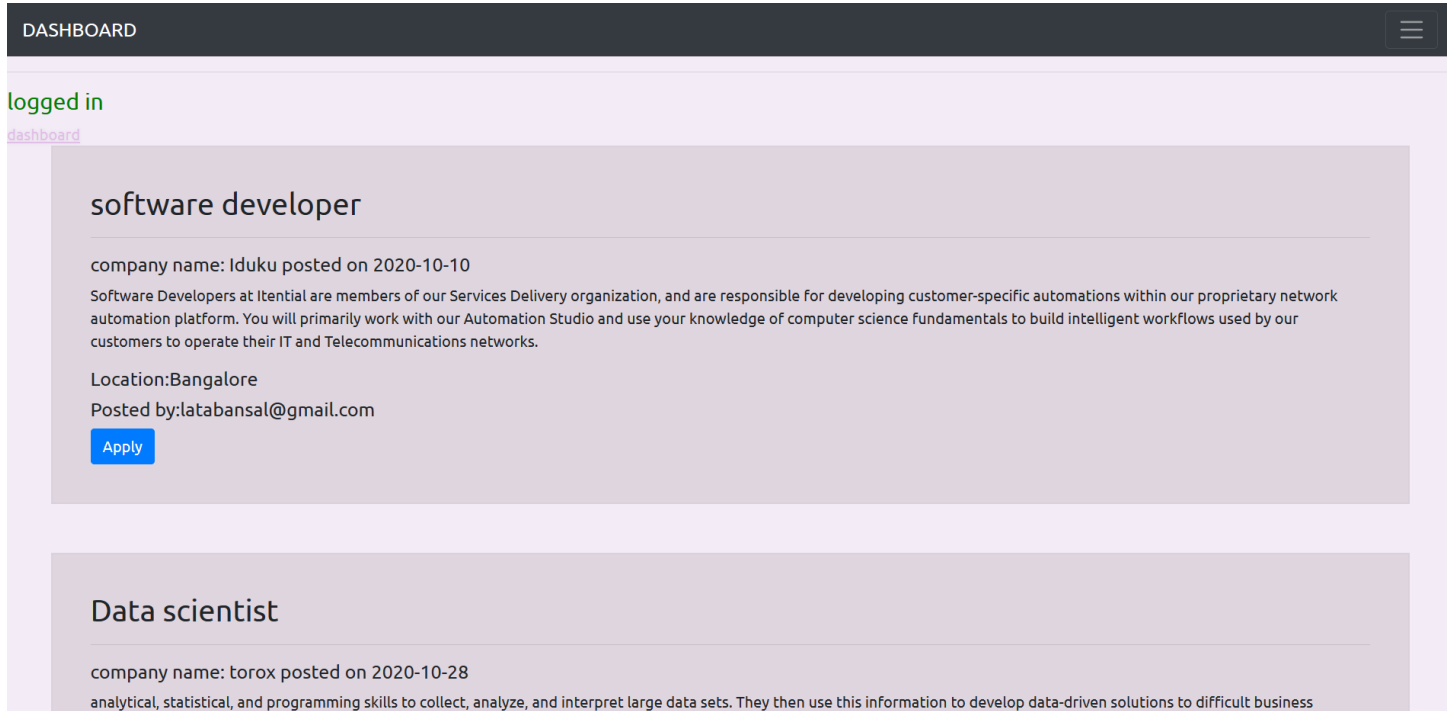 DASHBOARD
logged in
dashboard
software developer
company name: Iduku posted on 2020-10-10
Software Developers at Itential are members of our Services Delivery organization, and are responsible for developing customer-specific automations within our proprietary network
automation platform. You will primarily work with our Automation Studio and use your knowledge of computer science fundamentals to build intelligent workflows used by our
customers to operate their IT and Telecommunications networks.
Location:Bangalore
Posted by:latabansal@gmail.com
Apply
Data scientist
company name: torox posted on 2020-10-28
analytical, statistical, and programming skills to collect, analyze, and interpret large data sets. They then use this information to develop data-driven solutions to difficult business